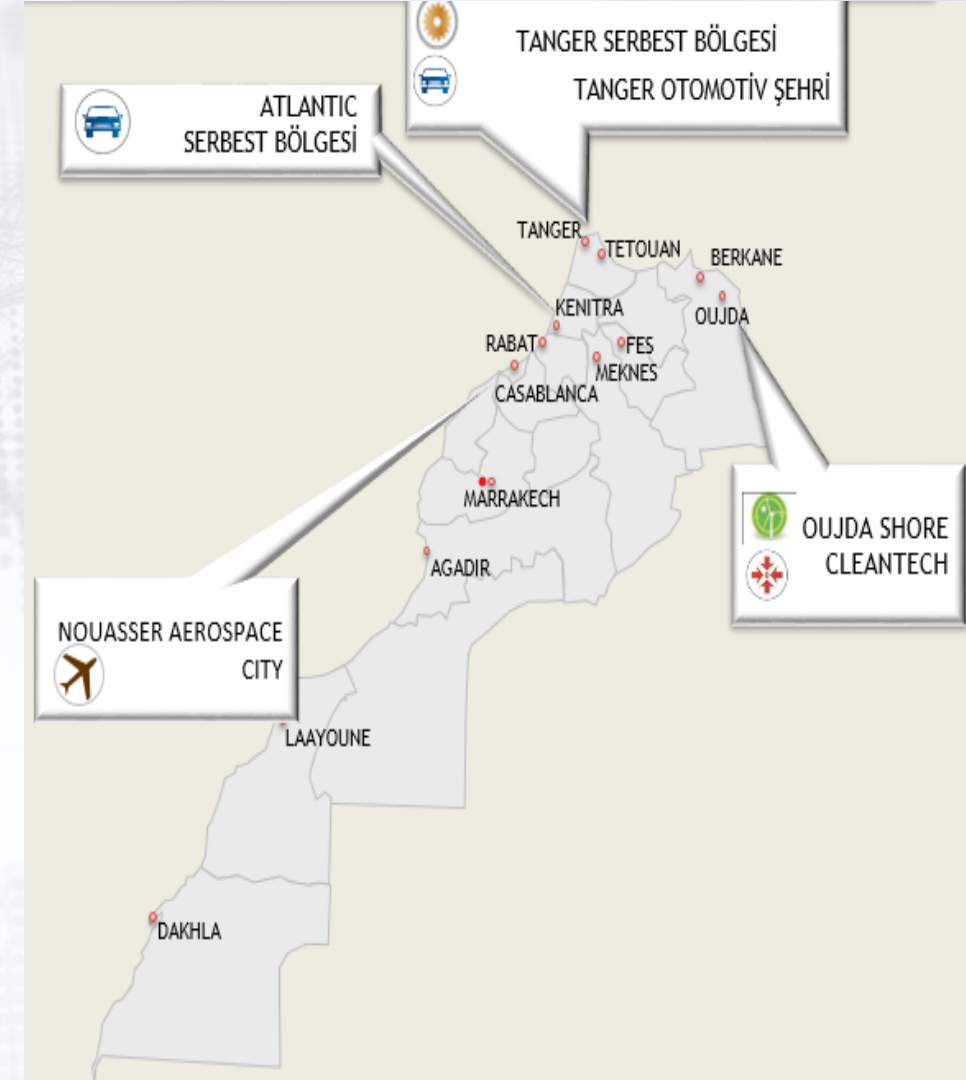 TANGER SERBEST BÖLGESİ
TANGER OTOMOTİV ŞEHRİ
ATLANTIC
SERBEST BÖLGESİ
TANGER
TETOUAN
BERKANE
KENITRA
OUJDA
RABAT
FES
MEKNES
CASABLANCA
MARRAKECH
OUJDA SHORE
CLEANTECH
AGADIR
NOUASSER AEROSPACE
CITY
LAAYOUNE
DAKHLA